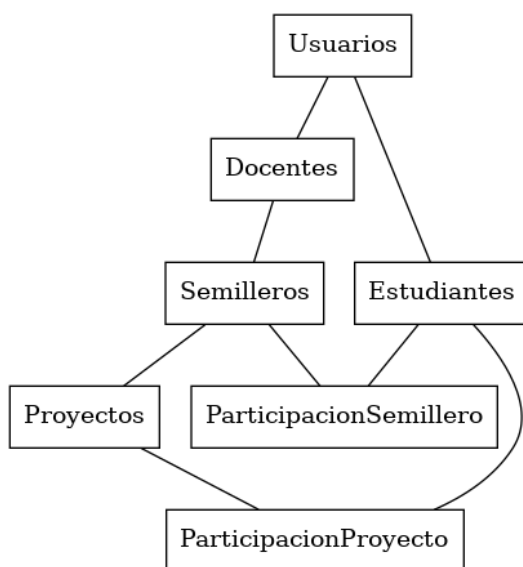 Usuarios
Docentes
Semilleros
Estudiantes
Proyectos
ParticipacionSemillero
ParticipacionProyecto